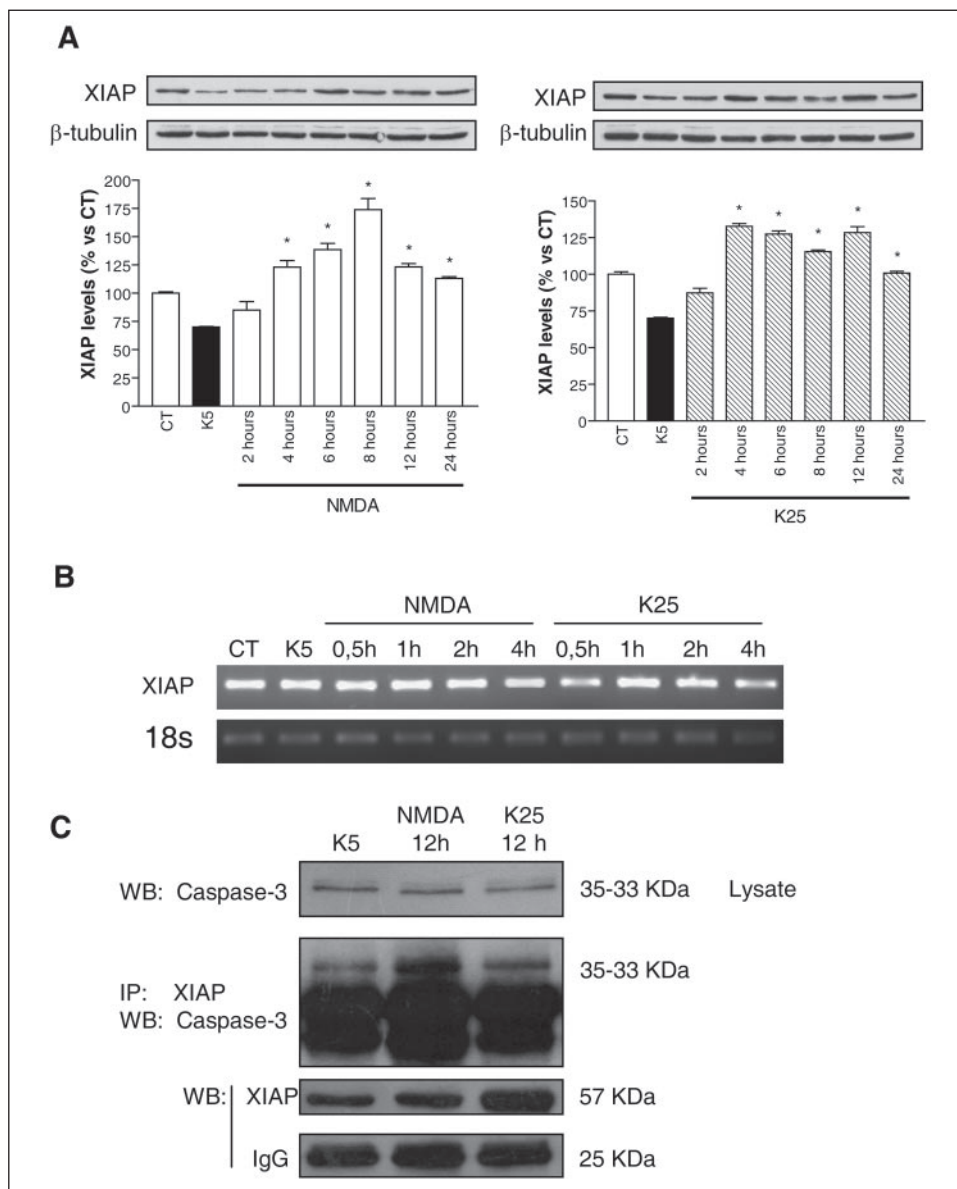 A
XIAP
β-tubulin
XIAP
β-tubulin
XIAP levels (% vs CT)
200
175
150
125
100
75
50
25
0
* * * * *
CT
K5
2 hours
4 hours
6 hours
8 hours
12 hours
24 hours
NMDA
XIAP levels (% vs CT)
150
125
100
75
50
25
0
* * * * *
CT
K5
2 hours
4 hours
6 hours
8 hours
12 hours
24 hours
K25
B
NMDA K25
CT K5 0,5h 1h 2h 4h 0,5h 1h 2h 4h
XIAP
18s
C
NMDA K25
K5 12h 12 h
WB: Caspase-3 35-33 KDa Lysate
35-33 KDa
IP: XIAP
WB: Caspase-3
WB: XIAP 57 KDa
IgG 25 KDa